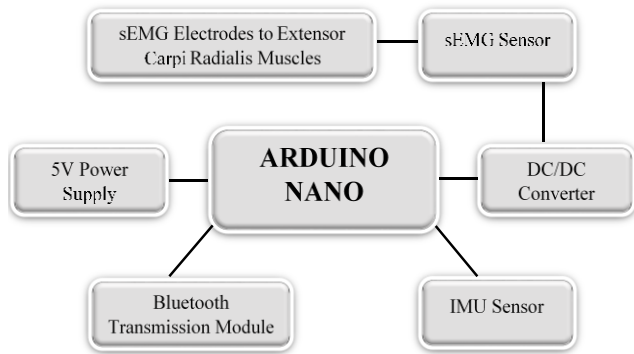 sEMG Electrodes to Extensor
Carpi Radialis Muscles
sEMG Sensor
5V Power
Supply
ARDUINO
NANO
DC/DC
Converter
Bluetooth
Transmission Module
IMU Sensor